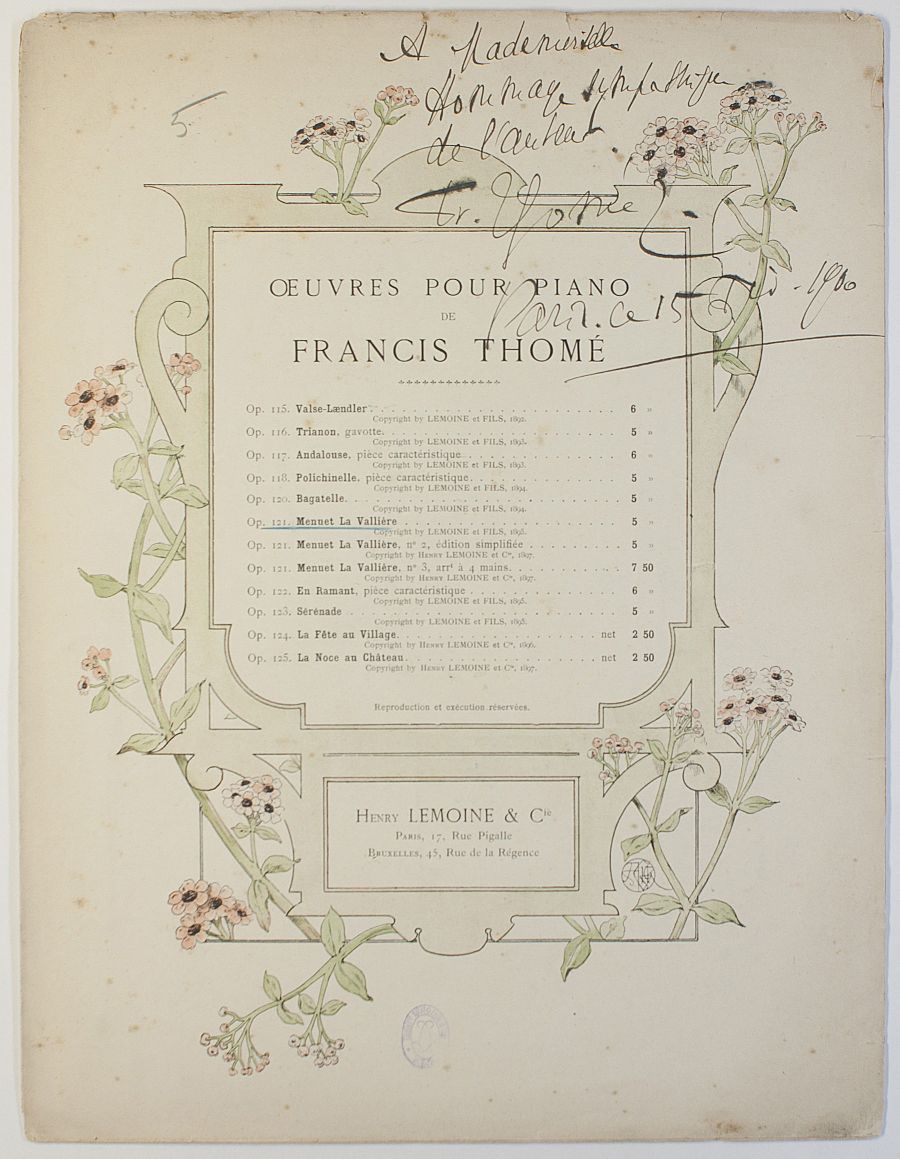 A Mademoiselle
Hommage sympathique
de l'auteur
Fr. Thomé
Paris. ce 15 1900
5
ŒUVRES POUR PIANO
DE
FRANCIS THOMÉ
Op. 115. Valse-Lændler. . . . . . . . . . . . . . . . . . . . . . 6 »
Copyright by LEMOINE et FILS, 1892.
Op. 116. Trianon, gavotte. . . . . . . . . . . . . . . . . . . . . 5 »
Copyright by LEMOINE et FILS, 1893.
Op. 117. Andalouse, pièce caractéristique . . . . . . . . . . . . . 6 »
Copyright by LEMOINE et FILS, 1893.
Op. 118. Polichinelle, pièce caractéristique. . . . . . . . . . . . . 5 »
Copyright by LEMOINE et FILS, 1894.
Op. 120. Bagatelle. . . . . . . . . . . . . . . . . . . . . . . . 5 »
Copyright by LEMOINE et FILS, 1894.
Op. 121. Menuet La Vallière . . . . . . . . . . . . . . . . . . . 5 »
Copyright by LEMOINE et FILS, 1895.
Op. 121. Menuet La Vallière, nº 2, édition simplifiée . . . . . . . . 5 »
Copyright by HENRY LEMOINE et Cie, 1897.
Op. 121. Menuet La Vallière, nº 3, arrt à 4 mains. . . . . . . . . . 7 50
Copyright by HENRY LEMOINE et Cie, 1897.
Op. 122. En Ramant, pièce caractéristique . . . . . . . . . . . . . 6 »
Copyright by LEMOINE et FILS, 1895.
Op. 123. Sérénade . . . . . . . . . . . . . . . . . . . . . . . . 5 »
Copyright by LEMOINE et FILS, 1895.
Op. 124. La Fête au Village. . . . . . . . . . . . . . . . . . net 2 50
Copyright by HENRY LEMOINE et Cie, 1896.
Op. 125. La Noce au Château. . . . . . . . . . . . . . . . . . net 2 50
Copyright by HENRY LEMOINE et Cie, 1897.
Reproduction et exécution réservées.
HENRY LEMOINE & Cie
PARIS, 17, Rue Pigalle
BRUXELLES, 45, Rue de la Régence